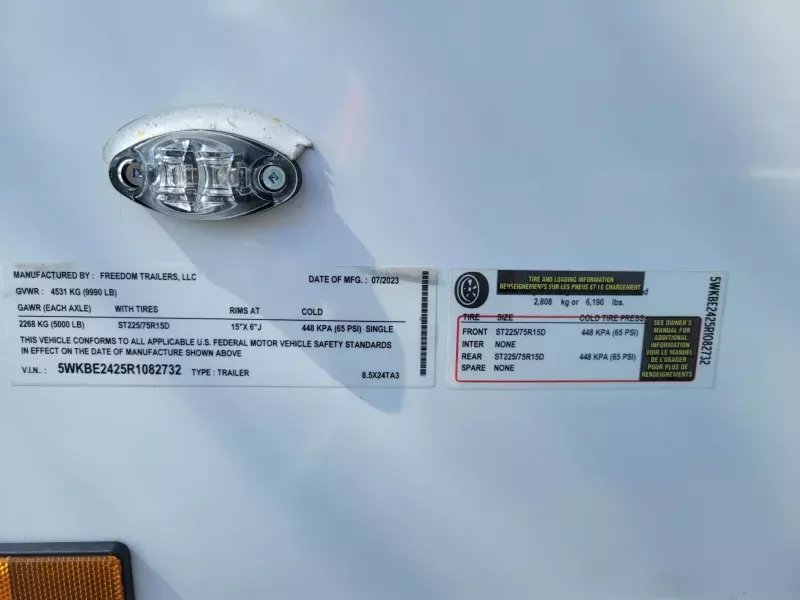 MANUFACTURED BY : FREEDOM TRAILERS, LLC DATE OF MFG. : 07/2023
GVWR : 4531 KG (9990 LB)
GAWR (EACH AXLE) WITH TIRES RIMS AT COLD
2268 KG (5000 LB) ST225/75R15D 15"X 6"J 448 KPA (65 PSI) SINGLE
THIS VEHICLE CONFORMS TO ALL APPLICABLE U.S. FEDERAL MOTOR VEHICLE SAFETY STANDARDS
IN EFFECT ON THE DATE OF MANUFACTURE SHOWN ABOVE
V.I.N. : 5WKBE2425R1082732 TYPE : TRAILER 8.5X24TA3
TIRE AND LOADING INFORMATION
RENSEIGNEMENTS SUR LES PNEUS ET LE CHARGEMENT
2,808 kg or 6,190 lbs.
TIRE SIZE COLD TIRE PRESS
FRONT ST225/75R15D 448 KPA (65 PSI)
INTER NONE
REAR ST225/75R15D 448 KPA (65 PSI)
SPARE NONE
SEE OWNER'S
MANUAL FOR
ADDITIONAL
INFORMATION
VOIR LE MANUEL
DE L'USAGER
POUR PLUS DE
RENSEIGNEMENTS
5WKBE2425R1082732